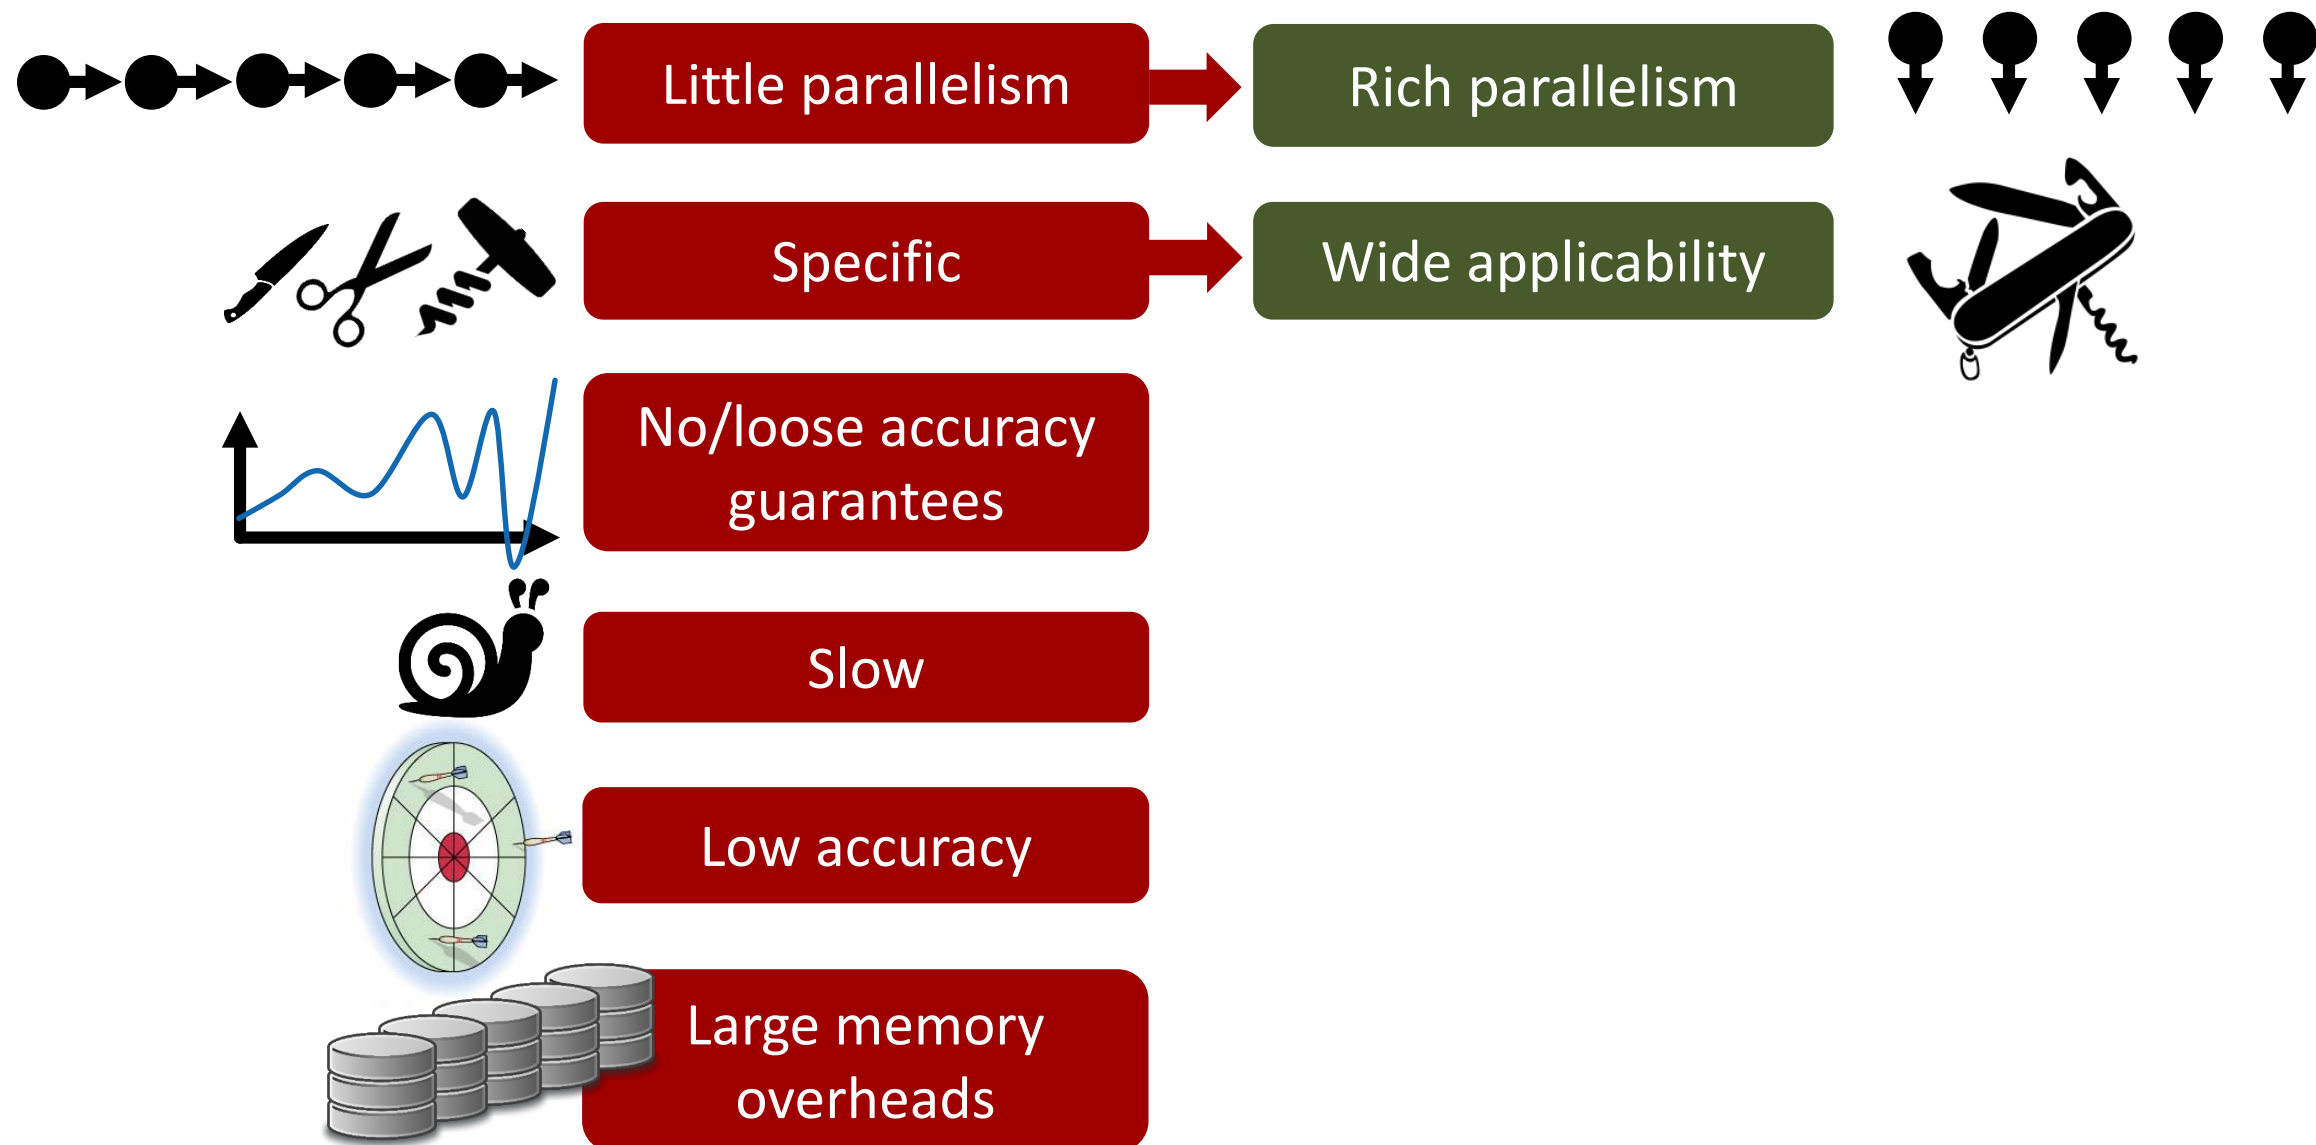 Little parallelism
Rich parallelism
Specific
Wide applicability
No/loose accuracy
guarantees
Slow
Low accuracy
Large memory
overheads